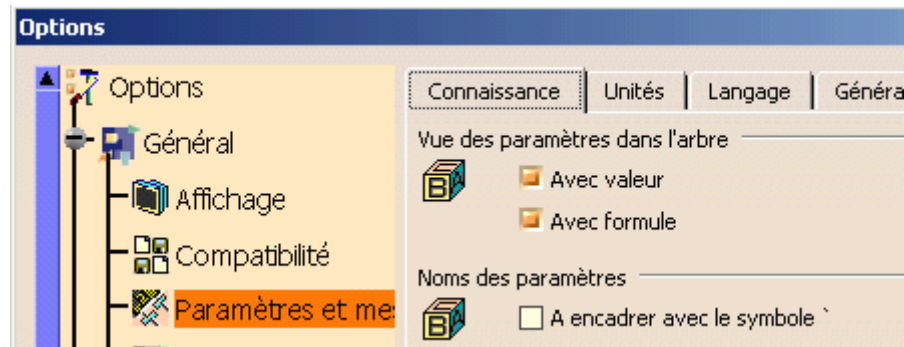 Options
Options
Général
Affichage
Compatibilité
Paramètres et me
Connaissance Unités Langage Généra
Vue des paramètres dans l'arbre
Avec valeur
Avec formule
Noms des paramètres
A encadrer avec le symbole `